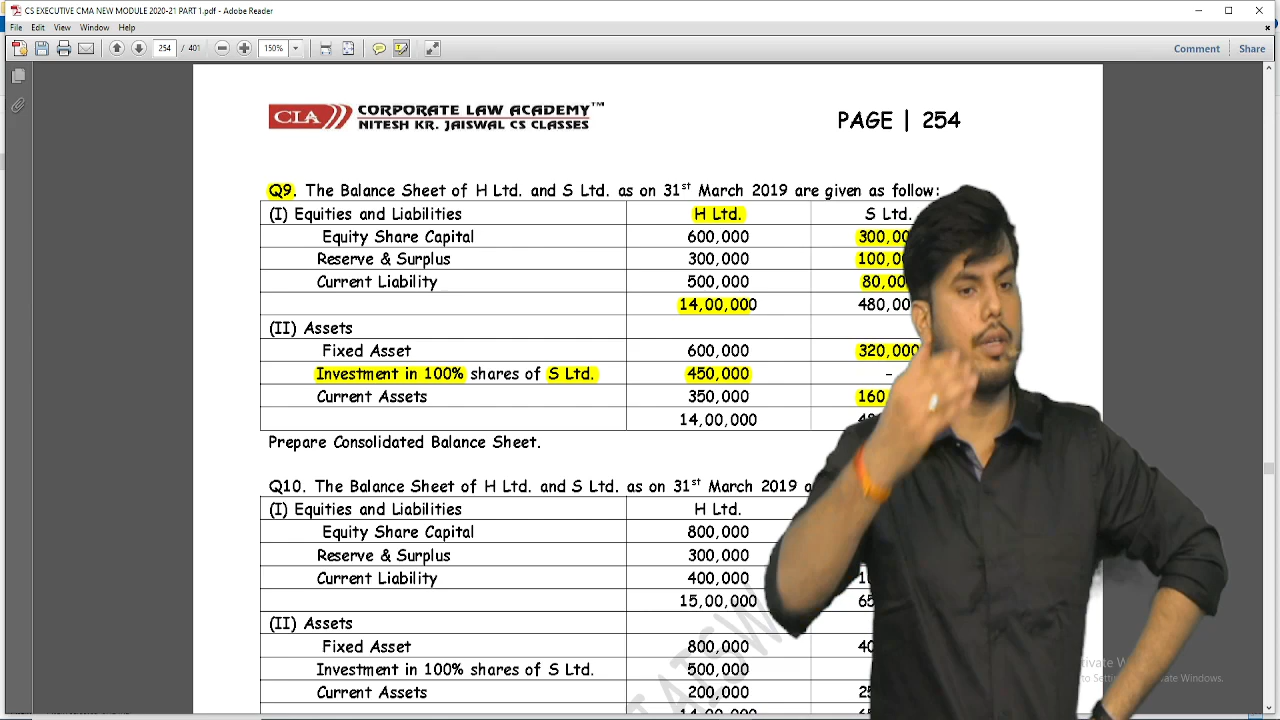 CS EXECUTIVE CMA NEW MODULE 2020-21 PART 1.pdf - Adobe Reader
File Edit View Window Help
254 / 401 150% Comment Share
CLA CORPORATE LAW ACADEMY™
NITESH KR. JAISWAL CS CLASSES
PAGE | 254
Q9. The Balance Sheet of H Ltd. and S Ltd. as on 31st March 2019 are given as follow:
(I) Equities and Liabilities H Ltd. S Ltd.
Equity Share Capital 600,000
Reserve & Surplus 300,000
Current Liability 500,000
14,00,000
(II) Assets
Fixed Asset 600,000 320,000
Investment in 100% shares of S Ltd. 450,000 -
Current Assets 350,000
14,00,000
Prepare Consolidated Balance Sheet.
Q10. The Balance Sheet of H Ltd. and S Ltd. as on 31st March 2019
(I) Equities and Liabilities H Ltd.
Equity Share Capital 800,000
Reserve & Surplus 300,000
Current Liability 400,000
15,00,000
(II) Assets
Fixed Asset 800,000
Investment in 100% shares of S Ltd. 500,000
Current Assets 200,000